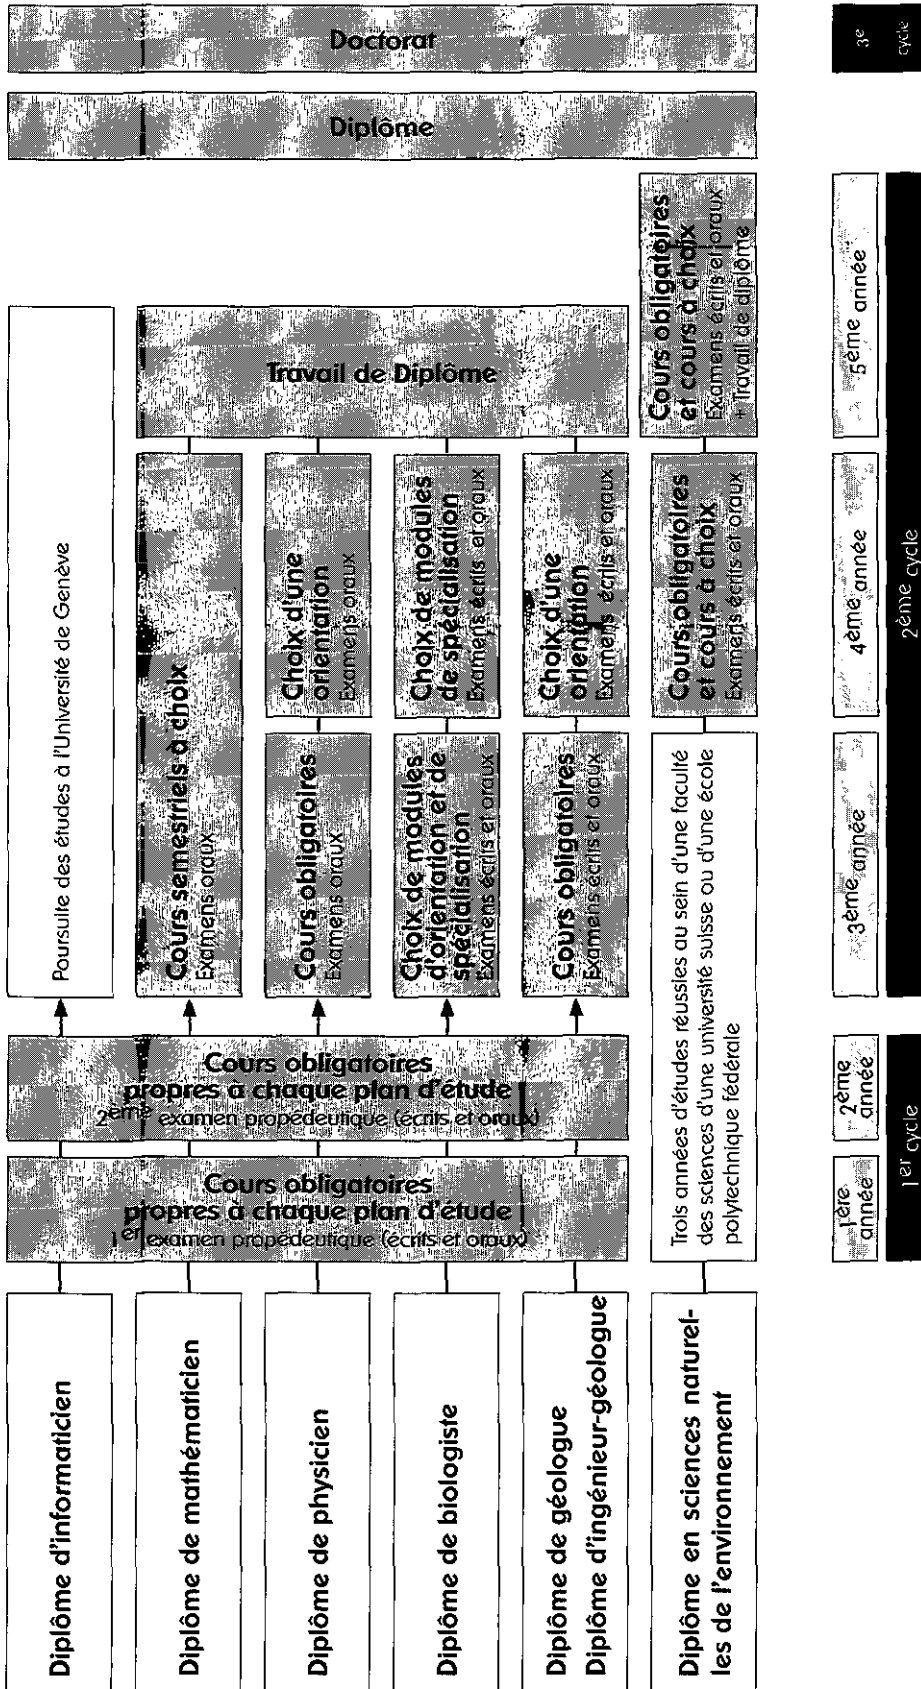 Diplôme d'informaticien
Poursuite des études à l'Université de Genève
Diplôme de mathématicien
Cours semestriels à choix
Examens oraux
Diplôme de physicien
Cours obligatoires
Examens oraux
Choix d'une
orientation
Examens oraux
Diplôme de biologiste
Choix de modules
d'orientation et de
spécialisation
Examens écrits et oraux
Choix de modules
de spécialisation
Examens écrits et oraux
Diplôme de géologue
Diplôme d'ingénieur-géologue
Cours obligatoires
Examens écrits et oraux
Choix d'une
orientation
Examens écrits et oraux
Cours obligatoires
propres à chaque plan d'étude
1er examen propédeutique (écrits et oraux)
Cours obligatoires
propres à chaque plan d'étude
2ème examen propédeutique (écrits et oraux)
Travail de Diplôme
Diplôme en sciences naturel-
les de l'environnement
Trois années d'études réussies au sein d'une faculté
des sciences d'une université suisse ou d'une école
polytechnique fédérale
Cours obligatoires
et cours à choix
Examens écrits et oraux
Cours obligatoires
et cours à choix
Examens écrits et oraux
+ Travail de diplôme
Diplôme
Doctorat
1ère
année
2ème
année
3ème année
4ème année
5ème année
1er cycle
2ème cycle
3e
cycle